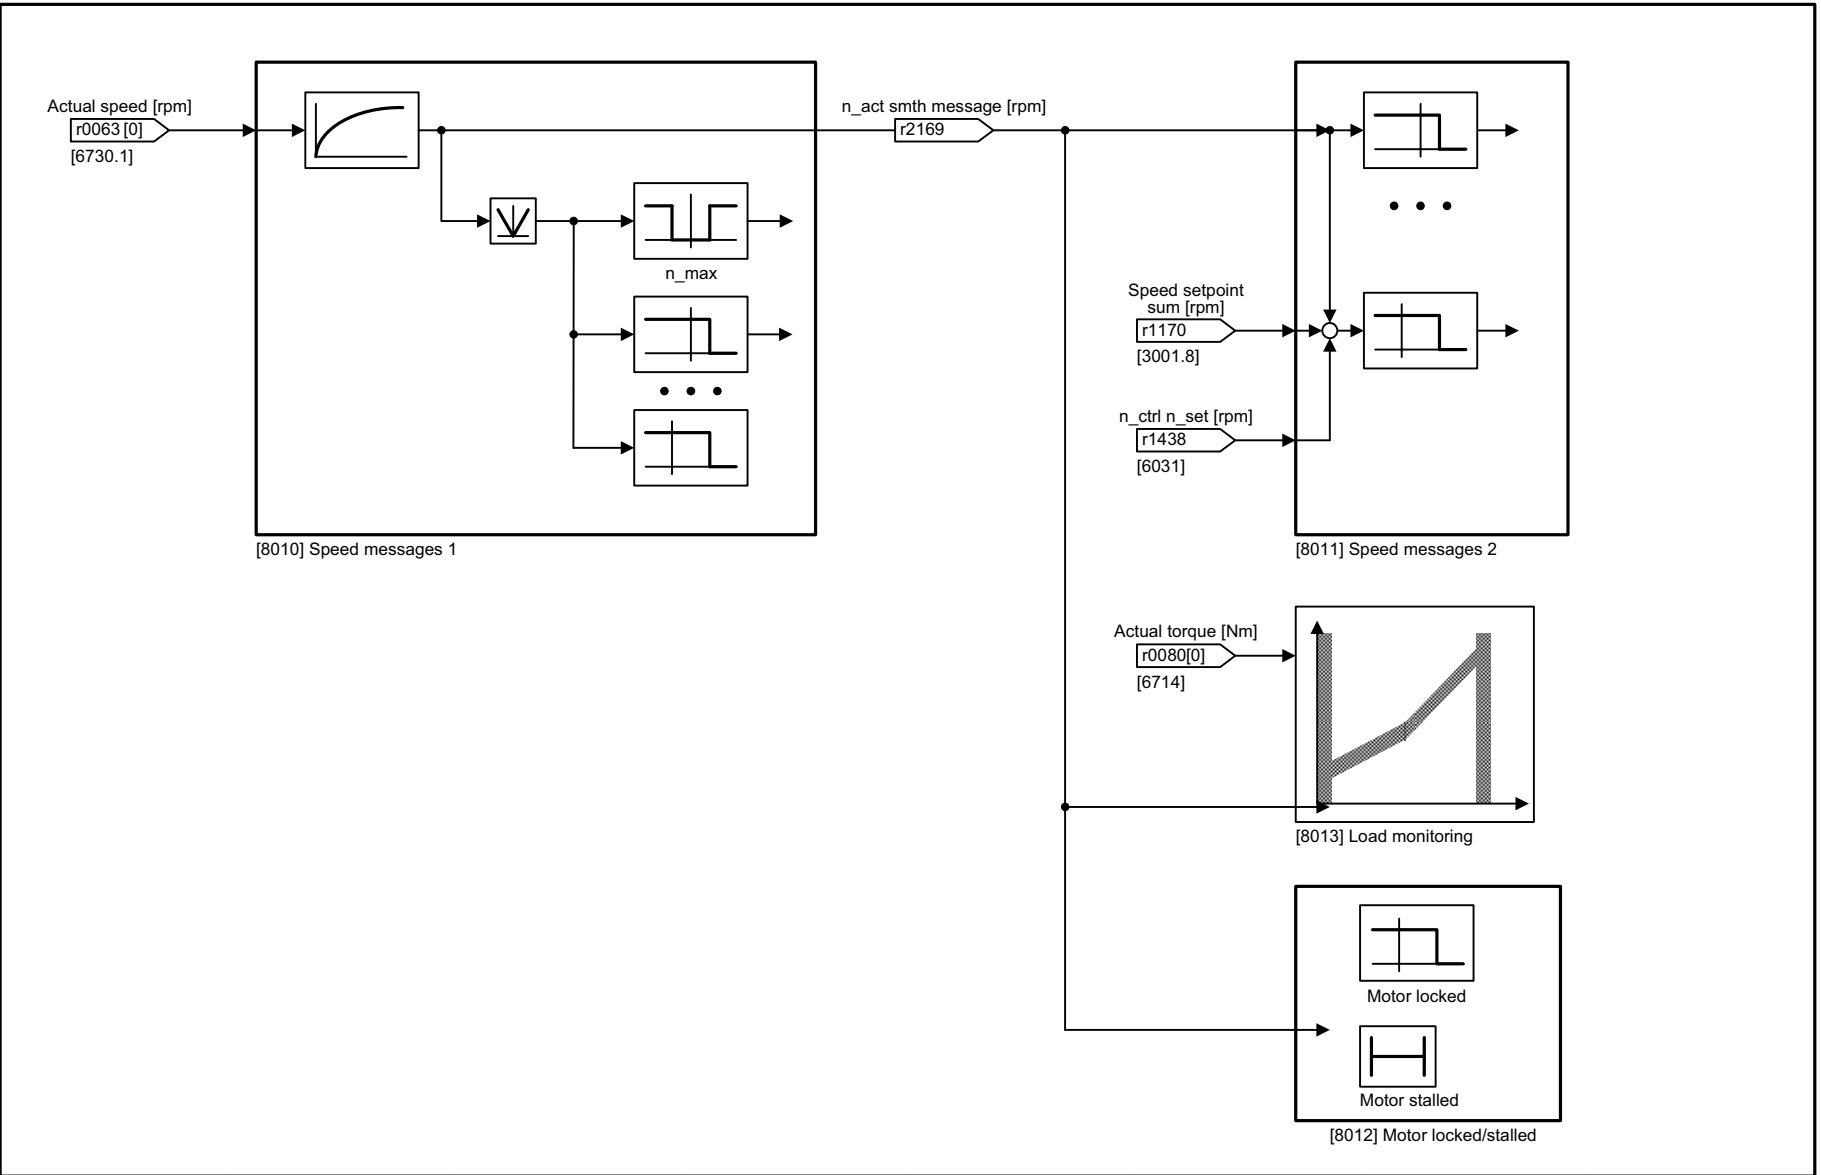 Actual speed [rpm]
r0063 [0]
[6730.1]
n_max
[8010] Speed messages 1
n_act smth message [rpm]
r2169
Speed setpoint
sum [rpm]
r1170
[3001.8]
n_ctrl n_set [rpm]
r1438
[6031]
[8011] Speed messages 2
Actual torque [Nm]
r0080[0]
[6714]
[8013] Load monitoring
Motor locked
Motor stalled
[8012] Motor locked/stalled